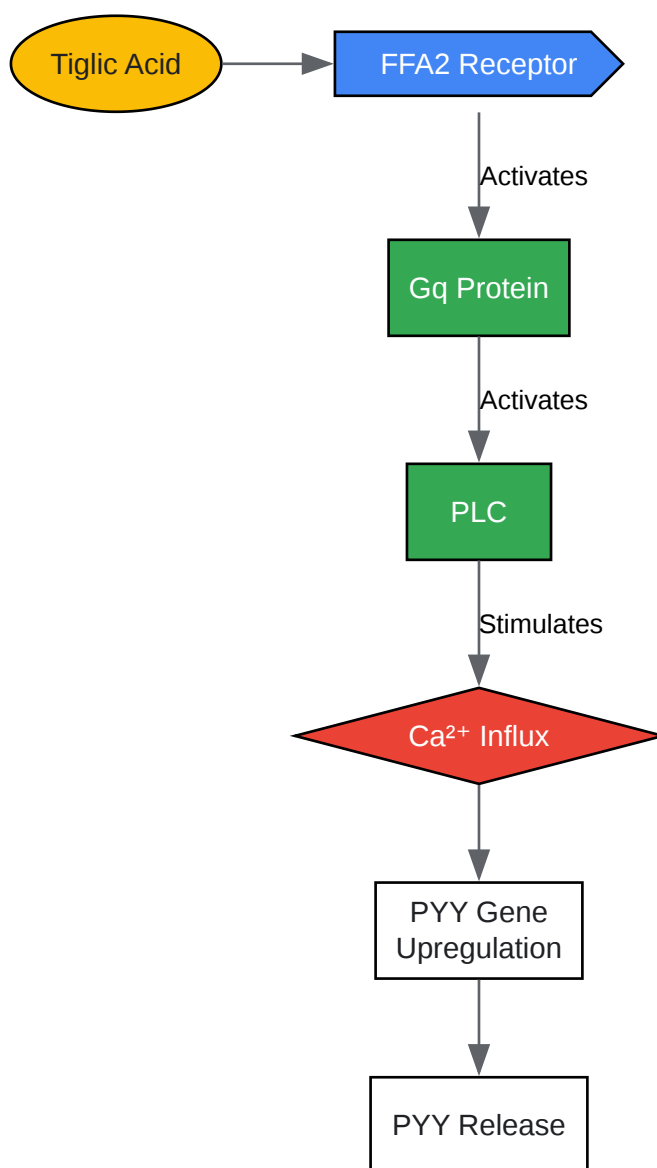 Tiglic Acid
FFA2 Receptor
Activates
Gq Protein
Activates
PLC
Stimulates
Ca²⁺ Influx
PYY Gene
Upregulation
PYY Release